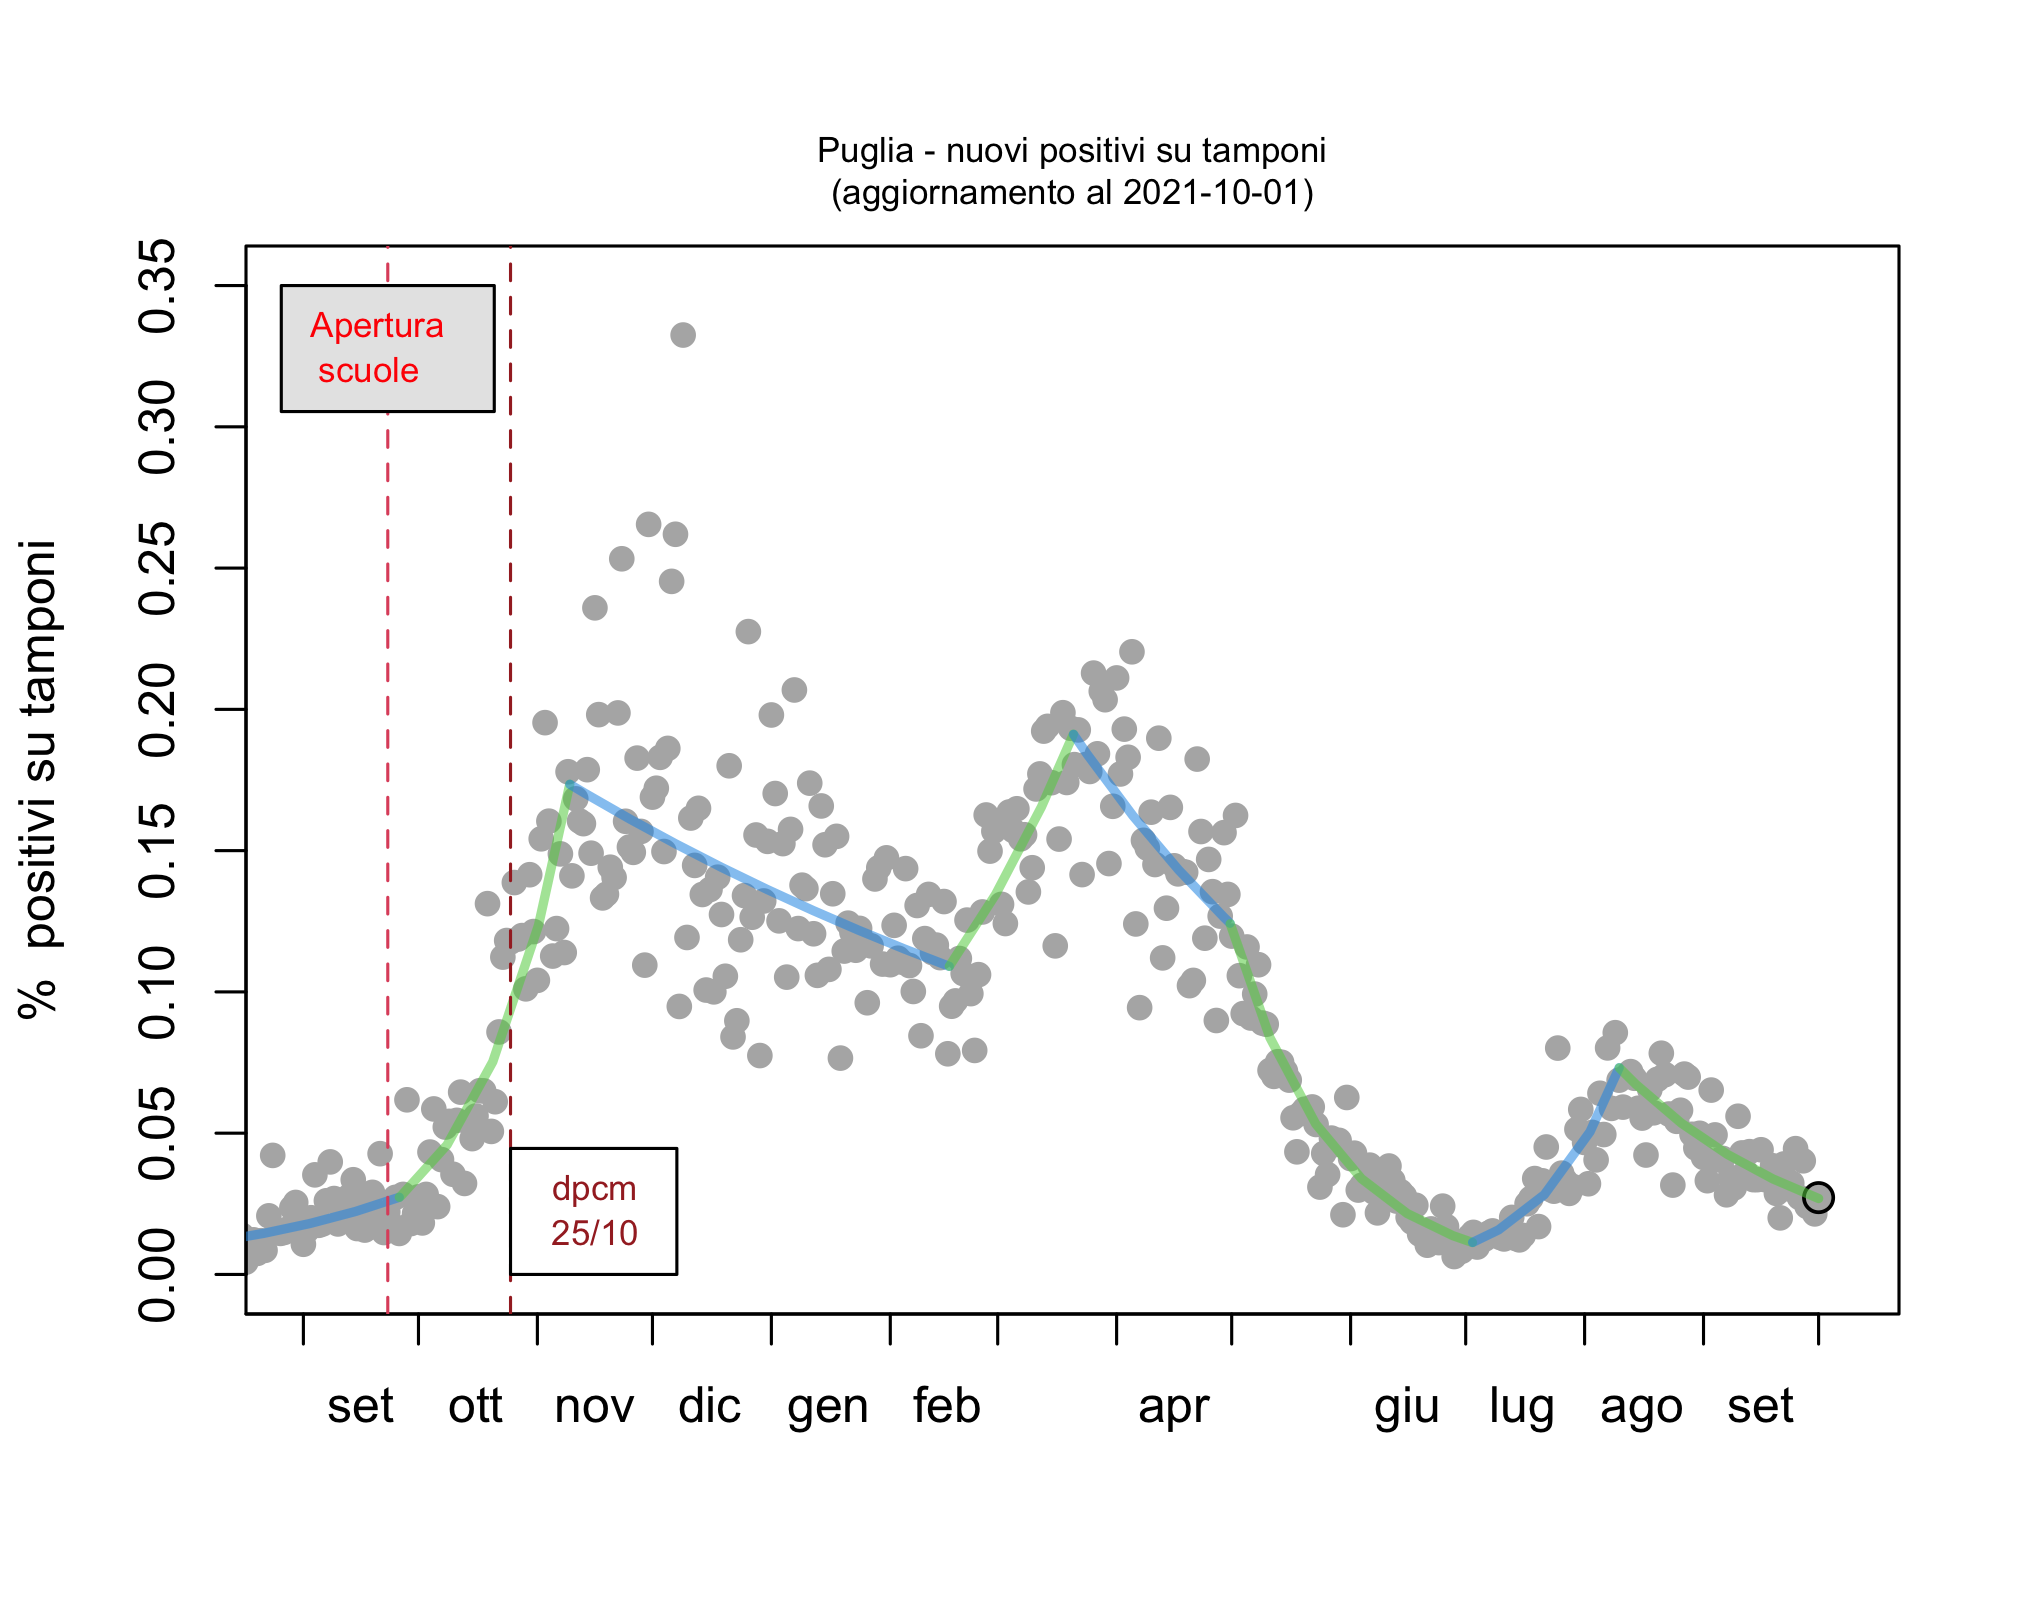 Puglia - nuovi positivi su tamponi
(aggiornamento al 2021-10-01)
% positivi su tamponi
0.35
0.30
0.25
0.20
0.15
0.10
0.05
0.00
Apertura
scuole
dpcm
25/10
set ott nov dic gen feb apr giu lug ago set